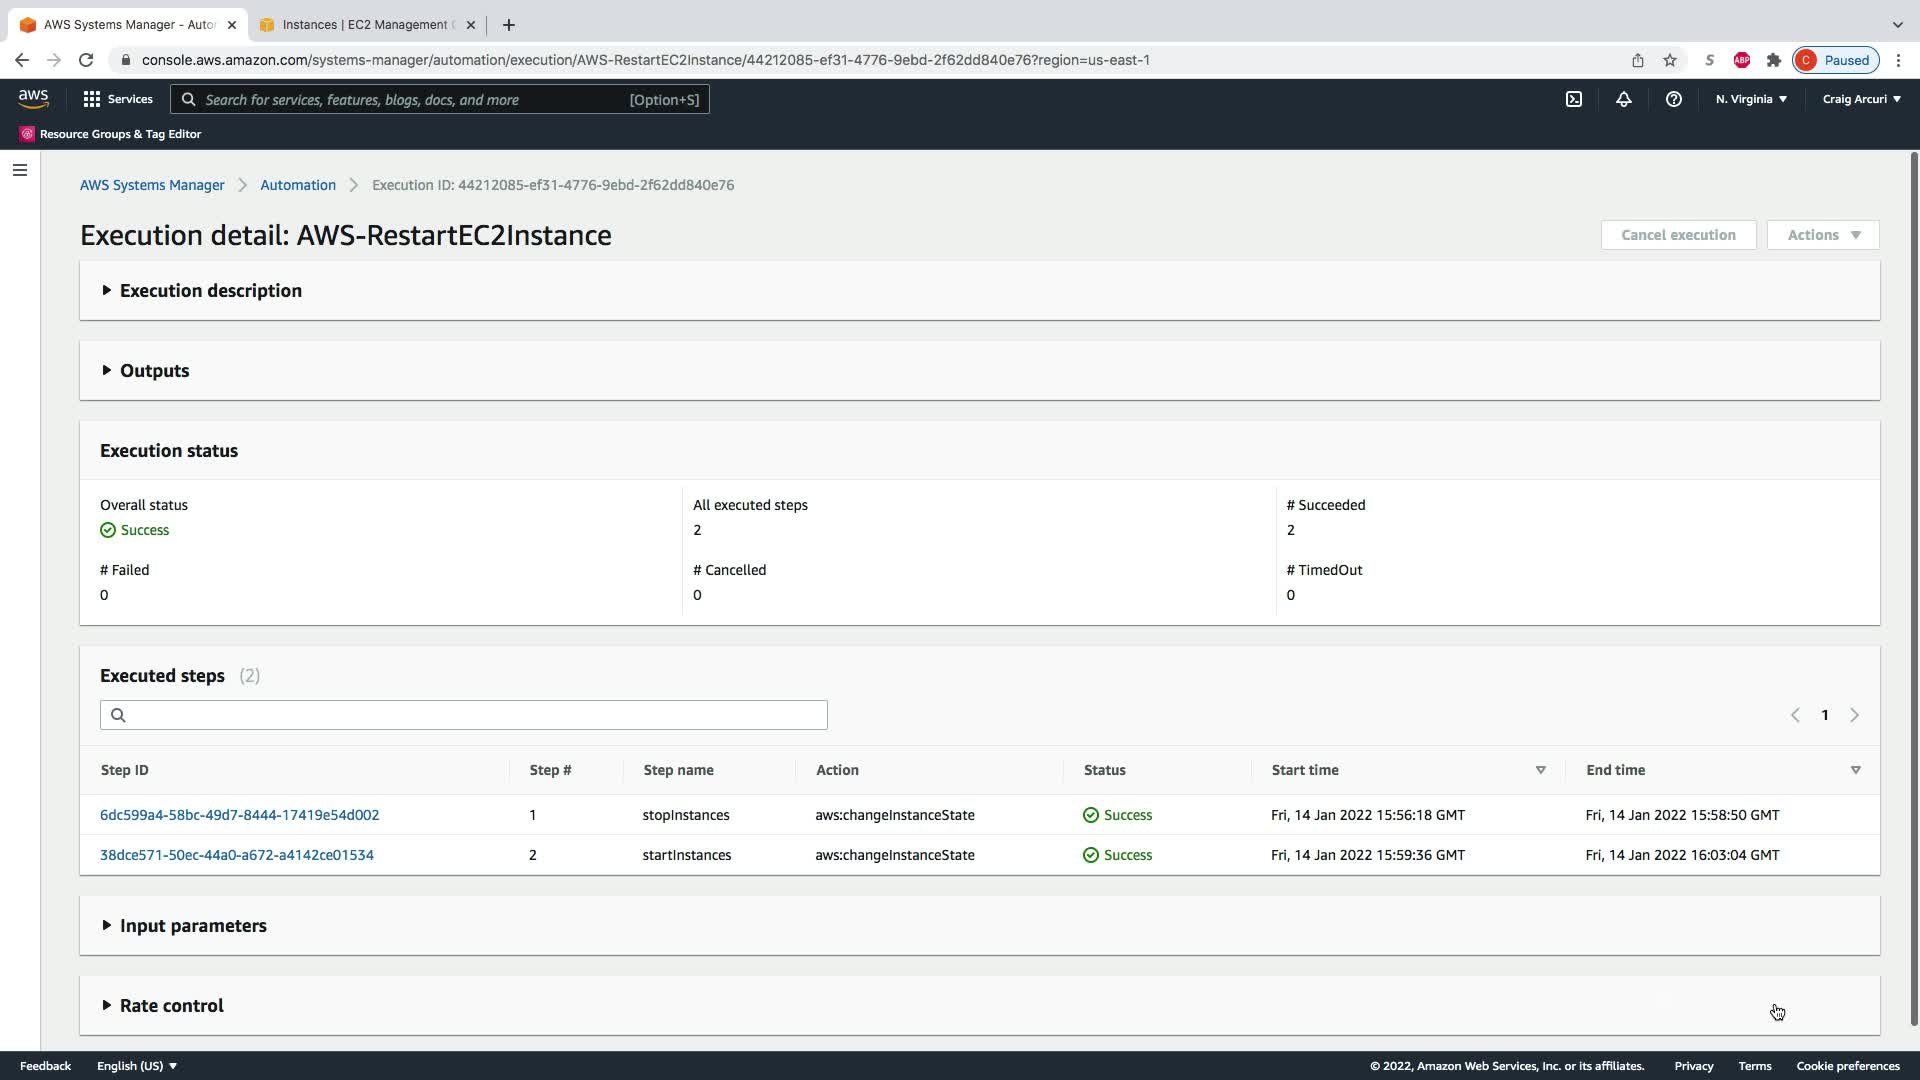 AWS Systems Manager - Autor
Instances | EC2 Management C
console.aws.amazon.com/systems-manager/automation/execution/AWS-RestartEC2Instance/44212085-ef31-4776-9ebd-2f62dd840e76?region=us-east-1
S
ABP
C Paused
aws
Services
Search for services, features, blogs, docs, and more [Option+S]
N. Virginia
Craig Arcuri
Resource Groups & Tag Editor
AWS Systems Manager
Automation
Execution ID: 44212085-ef31-4776-9ebd-2f62dd840e76
Execution detail: AWS-RestartEC2Instance
Cancel execution
Actions
Execution description
Outputs
Execution status
Overall status
Success
All executed steps
2
# Succeeded
2
# Failed
0
# Cancelled
0
# TimedOut
0
Executed steps (2)
1
Step ID Step # Step name Action Status Start time End time
6dc599a4-58bc-49d7-8444-17419e54d002 1 stopInstances aws:changeInstanceState Success Fri, 14 Jan 2022 15:56:18 GMT Fri, 14 Jan 2022 15:58:50 GMT
38dce571-50ec-44a0-a672-a4142ce01534 2 startInstances aws:changeInstanceState Success Fri, 14 Jan 2022 15:59:36 GMT Fri, 14 Jan 2022 16:03:04 GMT
Input parameters
Rate control
Feedback
English (US)
© 2022, Amazon Web Services, Inc. or its affiliates.
Privacy
Terms
Cookie preferences